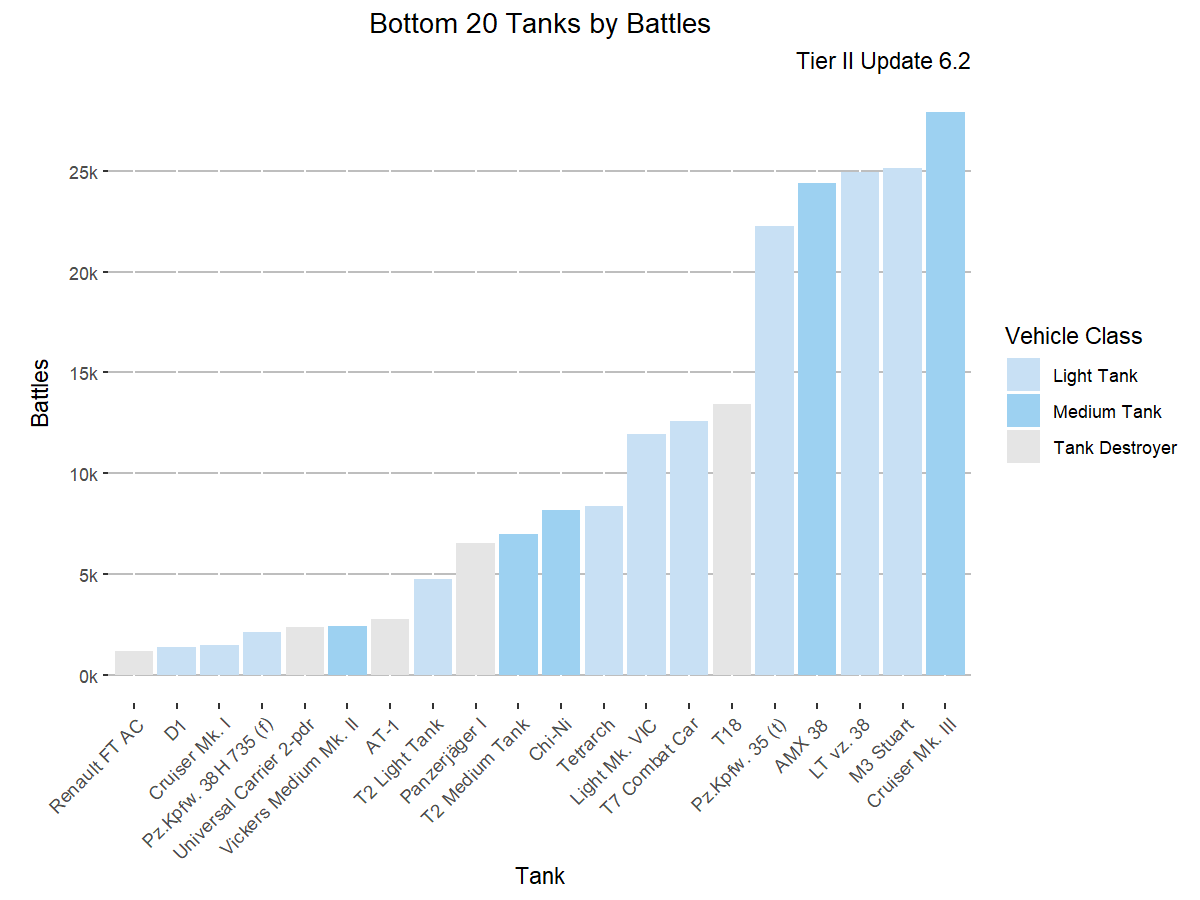 Bottom 20 Tanks by Battles
Tier II Update 6.2
Battles
25k
20k
15k
10k
5k
0k
Renault FT AC
D1
Cruiser Mk. I
Pz.Kpfw. 38H 735 (f)
Universal Carrier 2-pdr
Vickers Medium Mk. II
AT-1
T2 Light Tank
Panzerjäger I
T2 Medium Tank
Chi-Ni
Tetrarch
Light Mk. VIC
T7 Combat Car
T18
Pz.Kpfw. 35 (t)
AMX 38
LT vz. 38
M3 Stuart
Cruiser Mk. III
Tank
Vehicle Class
Light Tank
Medium Tank
Tank Destroyer